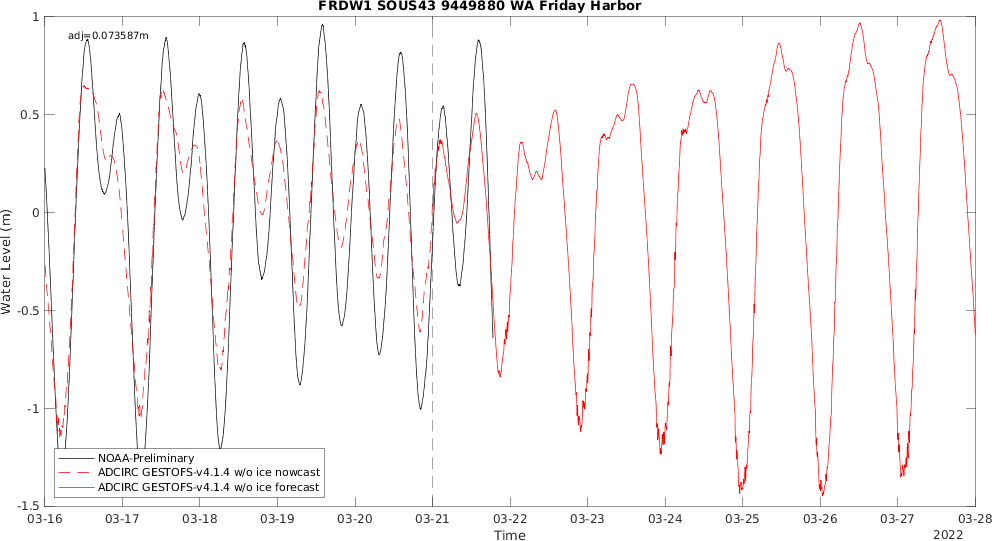 FRDW1 SOUS43 9449880 WA Friday Harbor
adj=0.073587m
1
0.5
0
-0.5
-1
-1.5
Water Level (m)
NOAA-Preliminary
ADCIRC GESTOFS-v4.1.4 w/o ice nowcast
ADCIRC GESTOFS-v4.1.4 w/o ice forecast
03-16 03-17 03-18 03-19 03-20 03-21 03-22 03-23 03-24 03-25 03-26 03-27 03-28
Time
2022